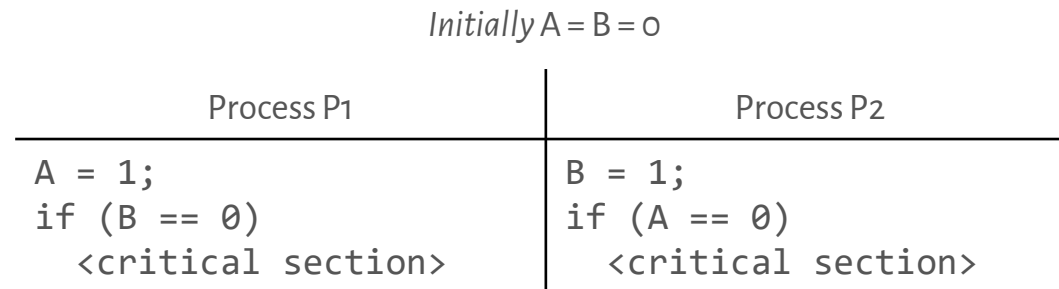 Initially A = B = 0
Process P1
Process P2
A = 1;
if (B == 0)
<critical section>
B = 1;
if (A == 0)
<critical section>